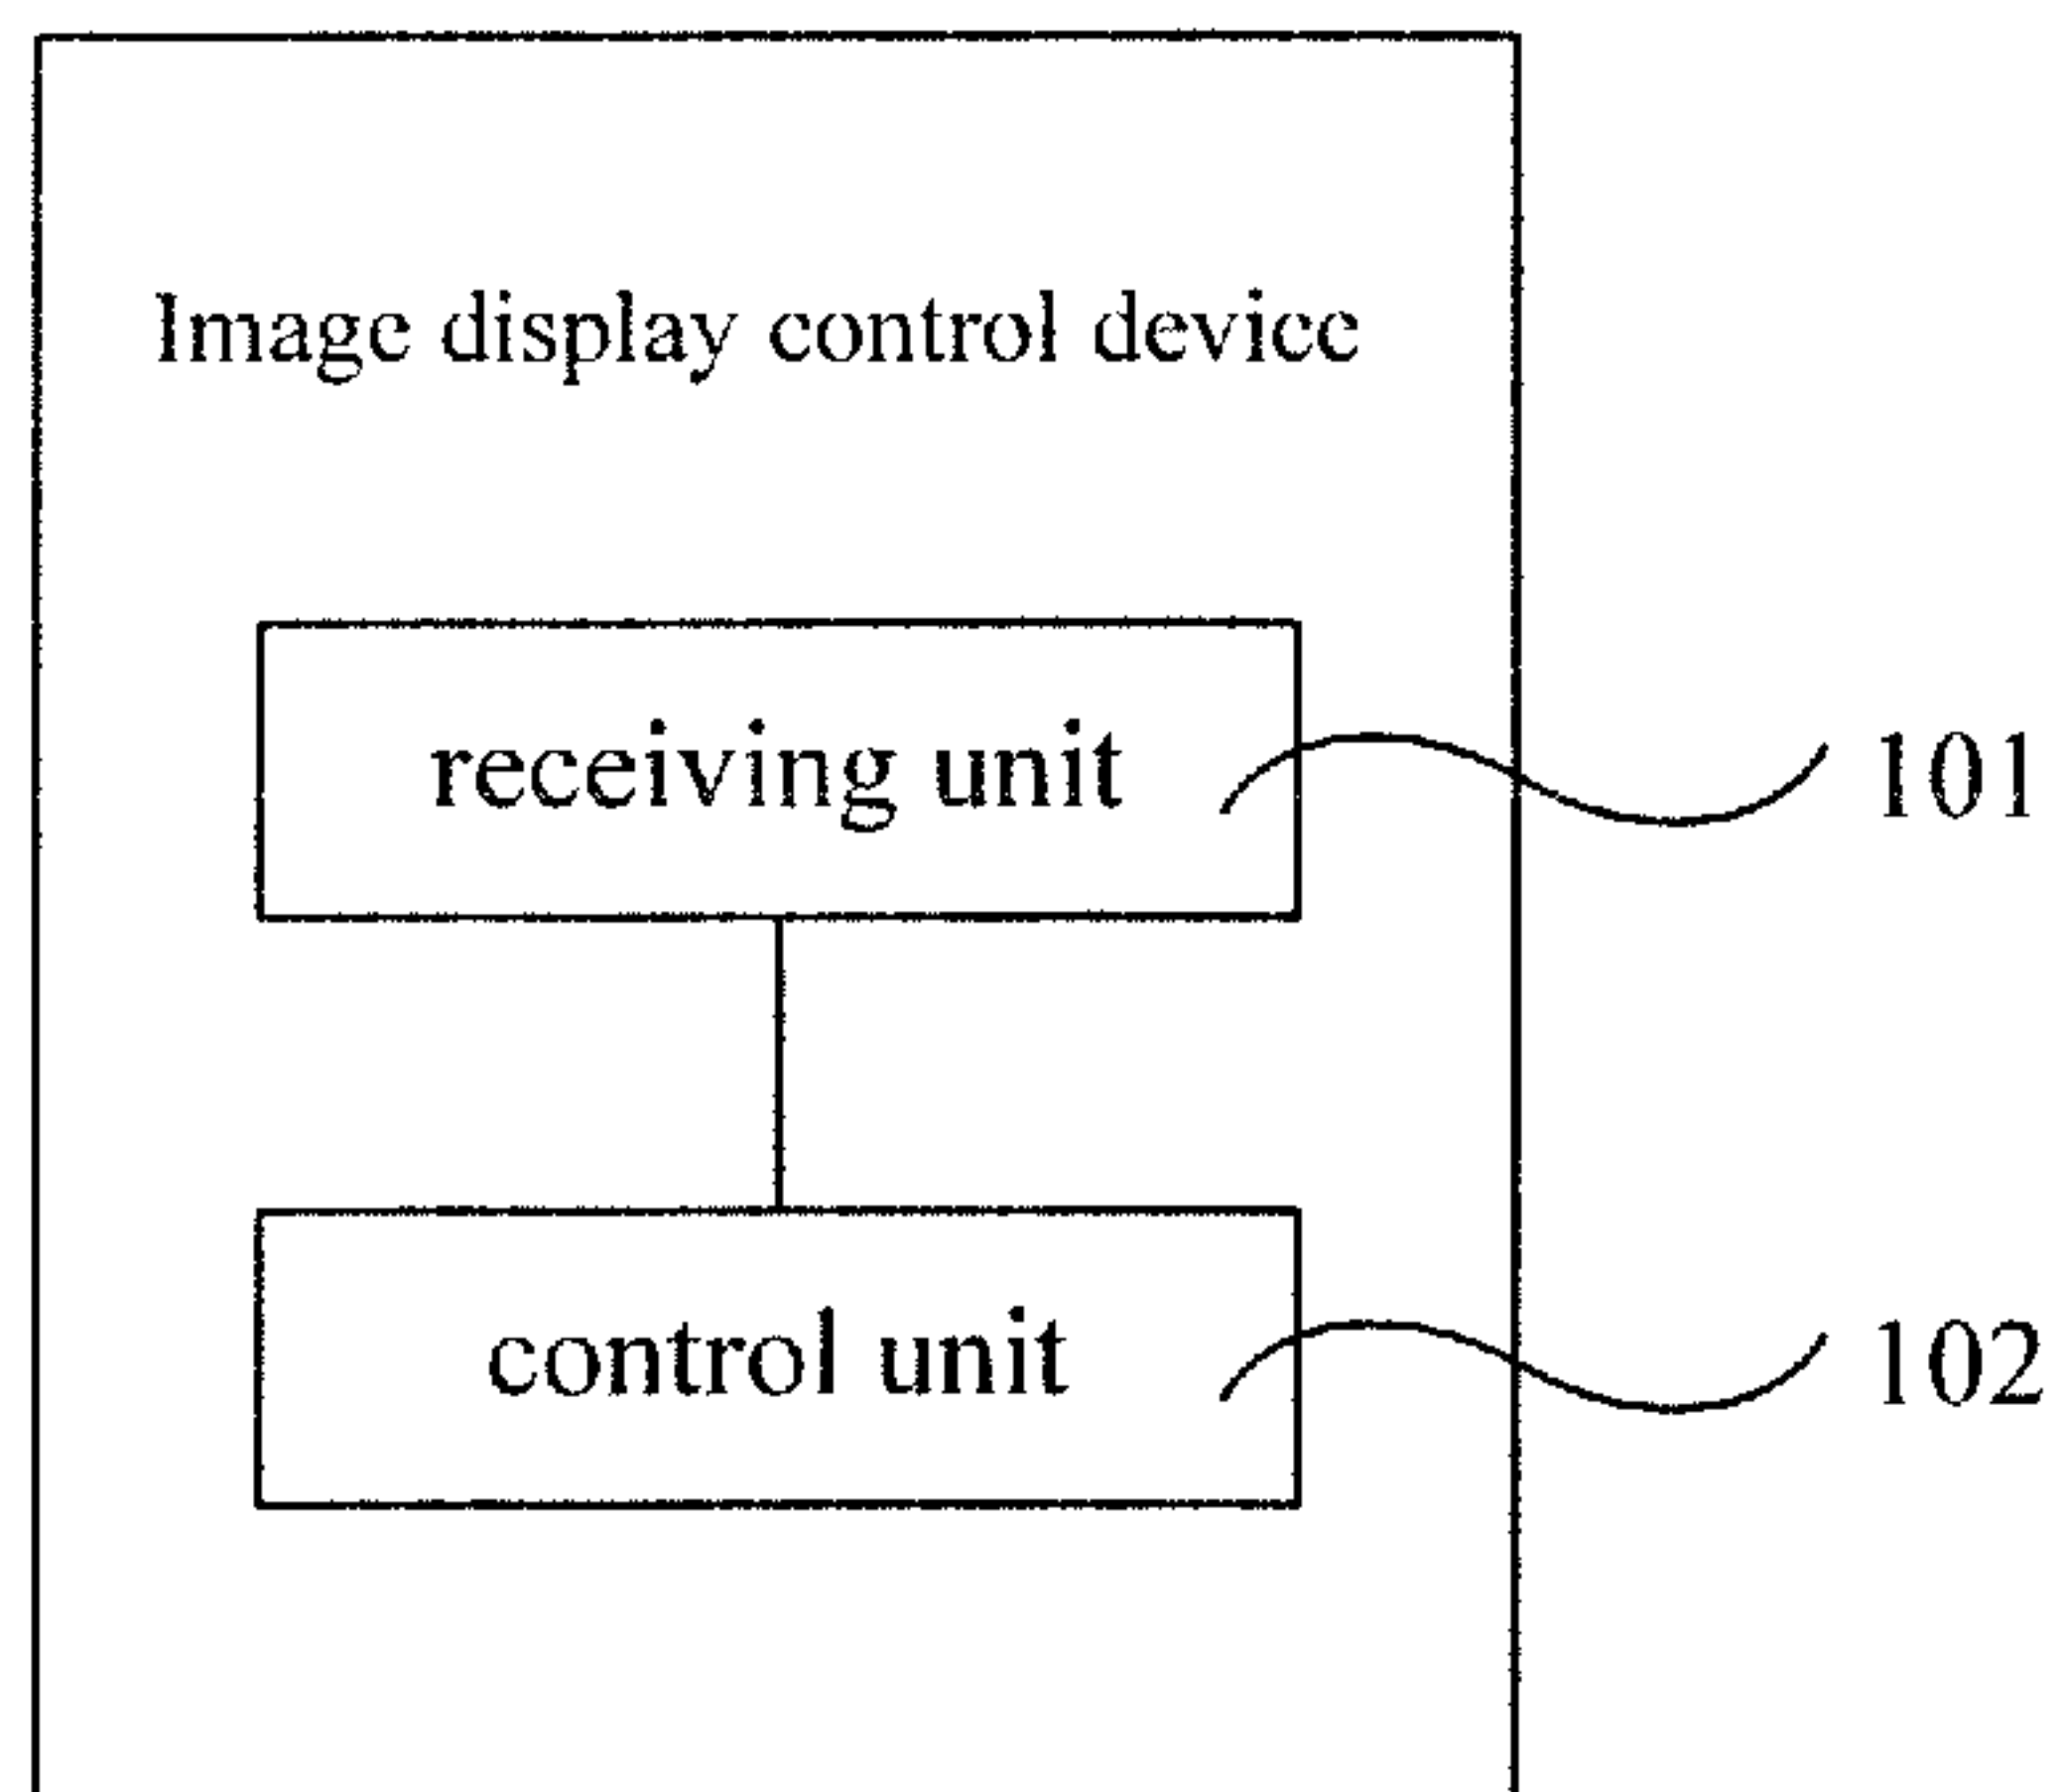 Image display control device
receiving unit
101
control unit
102